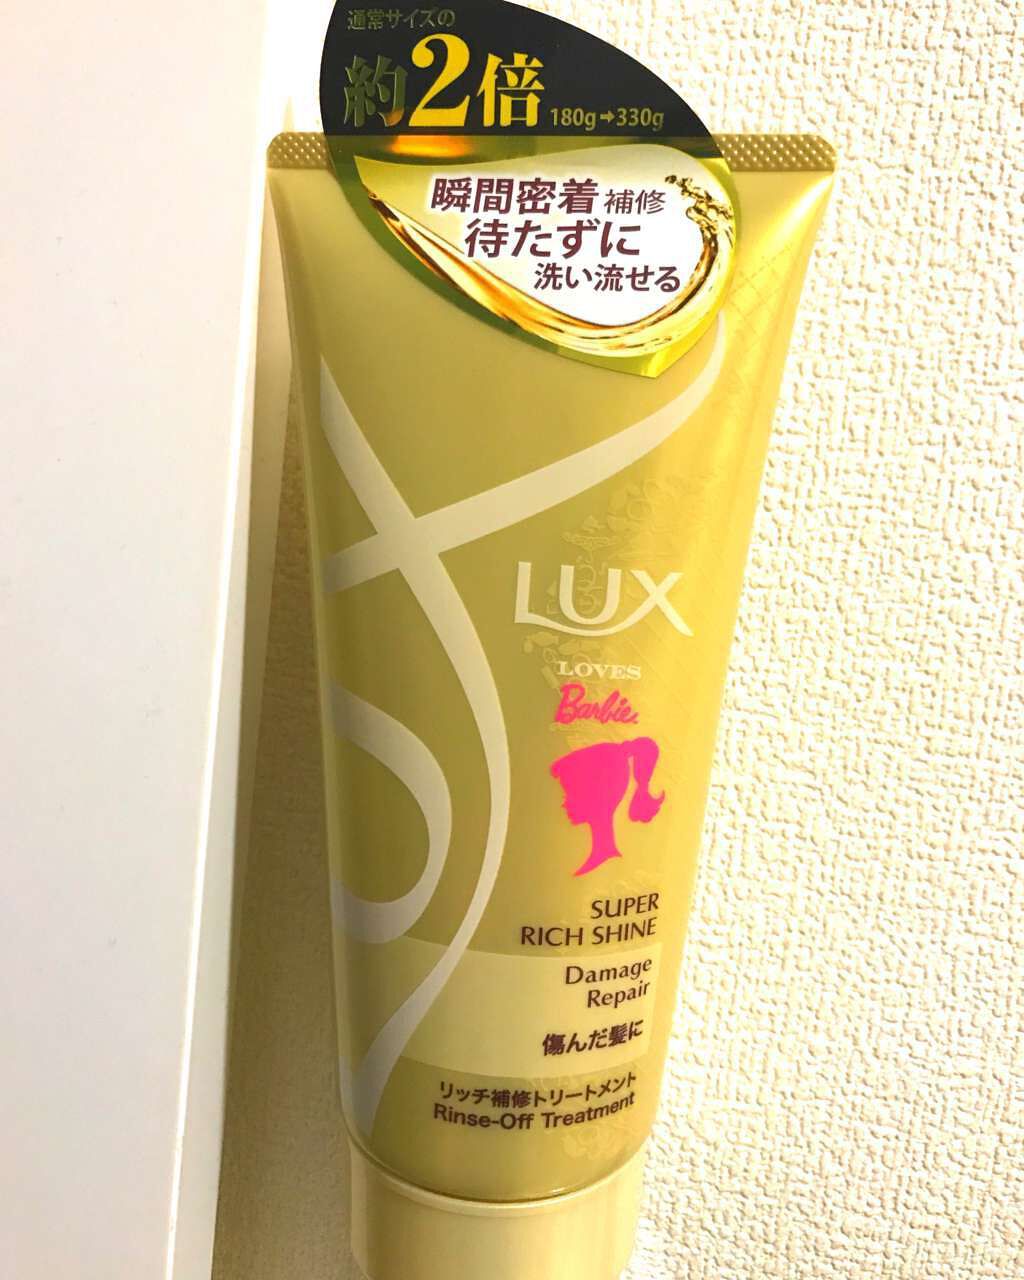 通常サイズの
約2倍
180g→330g
瞬間密着補修
待たずに
洗い流せる
LUX
LOVES
Barbie
SUPER
RICH SHINE
Damage
Repair
傷んだ髪に
リッチ補修トリートメント
Rinse-Off Treatment